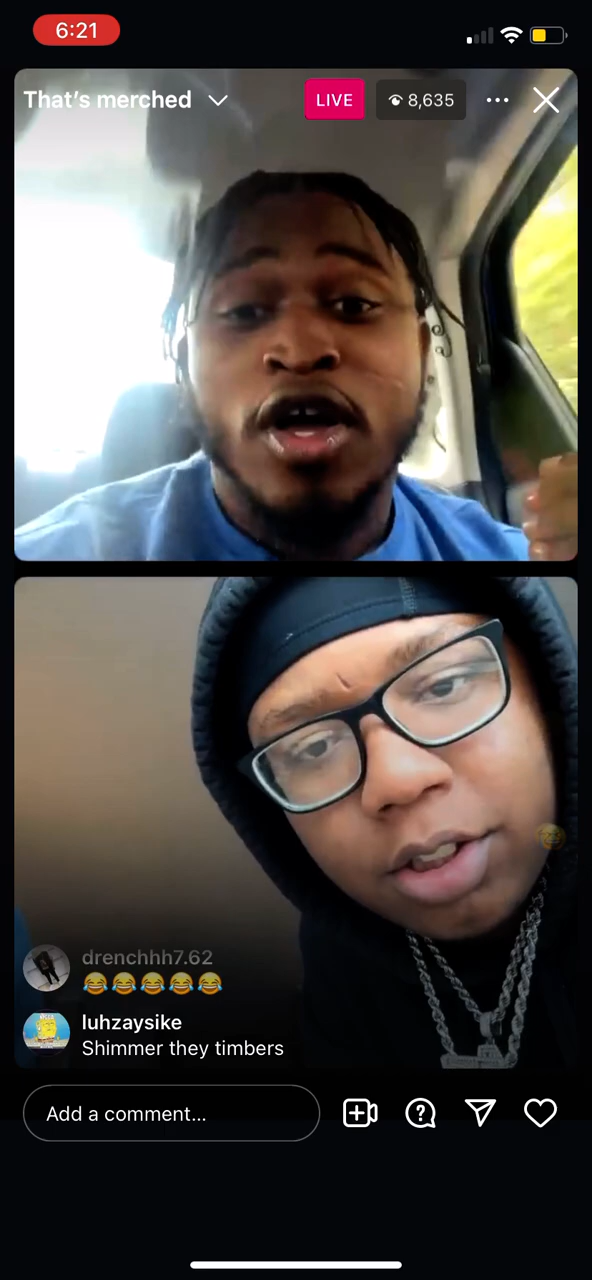 6:21
That's merched
LIVE
8,635
drenchhh7.62
😂😂😂😂😂
luhzaysike
Shimmer they timbers
Add a comment...